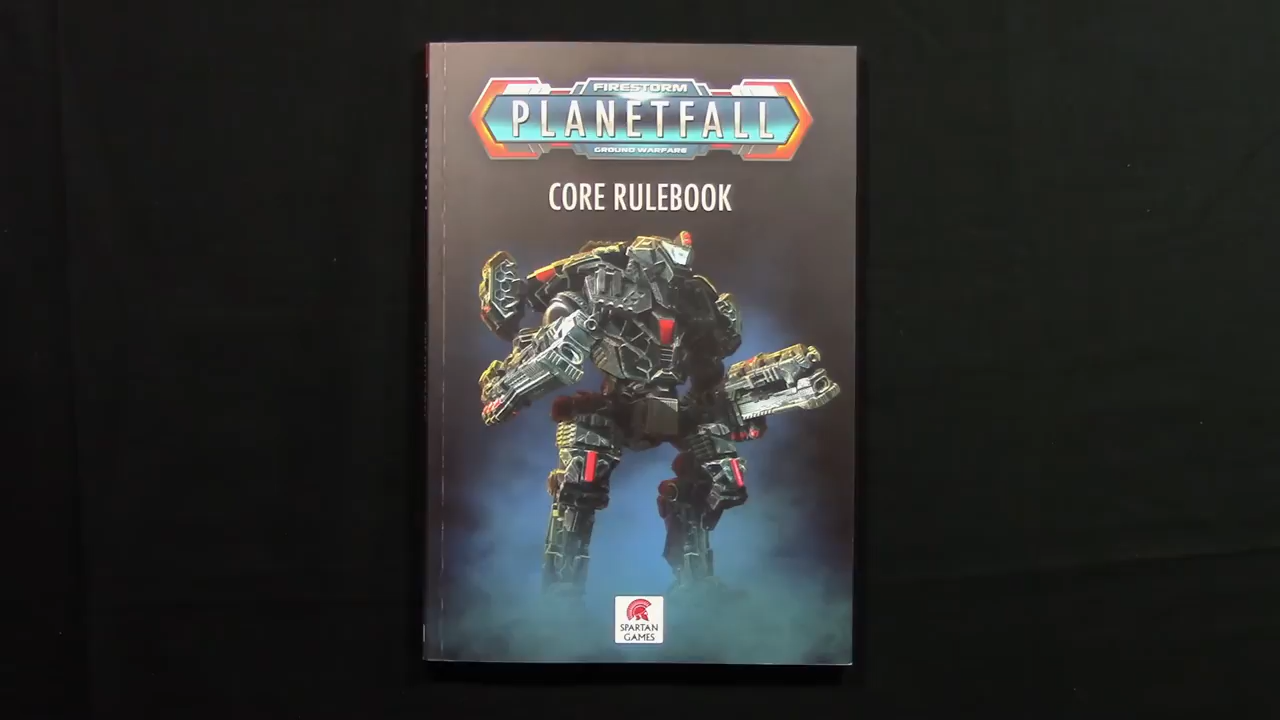 FIRESTORM
PLANETFALL
GROUND WARFARE
CORE RULEBOOK
SPARTAN
GAMES